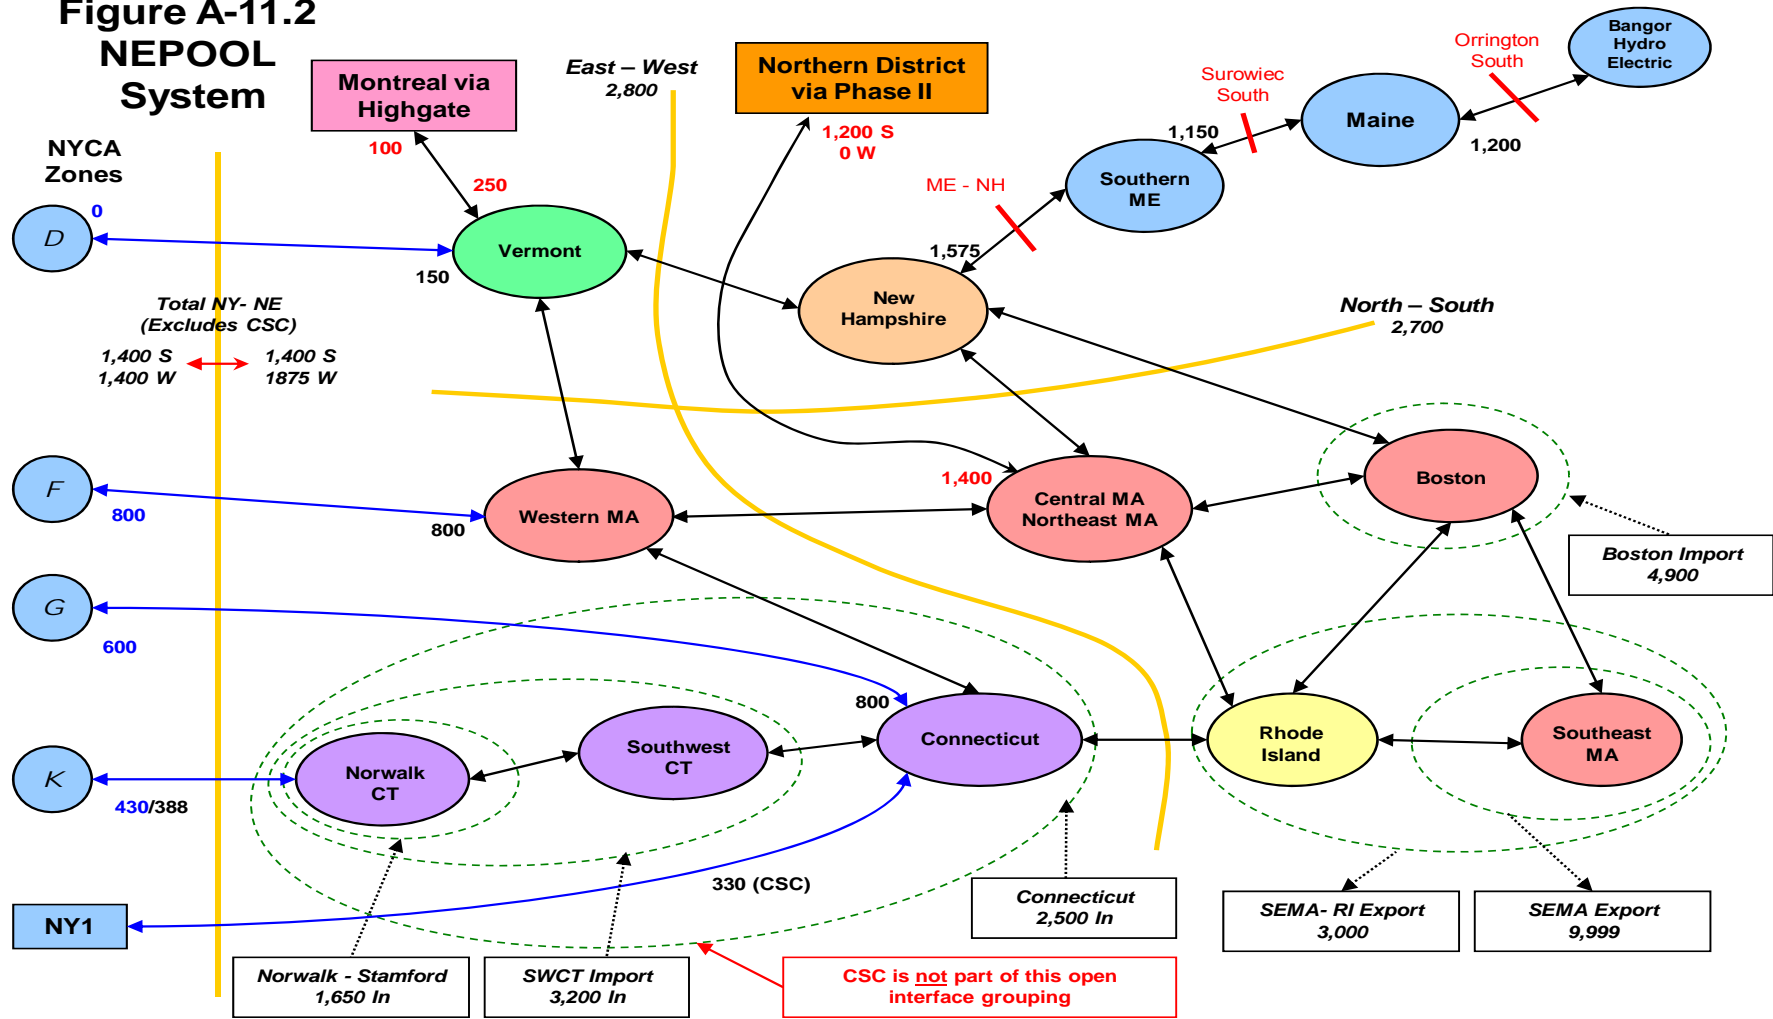 Figure A-11.2
NEPOOL
System
Montreal via
Highgate
East – West
2,800
Northern District
via Phase II
Orrington
South
Bangor
Hydro
Electric
Surowiec
South
Maine
1,200
1,150
1,200 S
0 W
100
250
NYCA
Zones
0
D
Vermont
150
ME - NH
Southern
ME
1,575
New
Hampshire
North – South
2,700
Total NY- NE
(Excludes CSC)
1,400 S
1,400 W
1,400 S
1875 W
F
800
800
Western MA
1,400
Central MA
Northeast MA
Boston
Boston Import
4,900
G
600
800
Connecticut
Rhode
Island
Southeast
MA
Southwest
CT
Norwalk
CT
K
430/388
330 (CSC)
NY1
Connecticut
2,500 In
SEMA- RI Export
3,000
SEMA Export
9,999
Norwalk - Stamford
1,650 In
SWCT Import
3,200 In
CSC is not part of this open
interface grouping